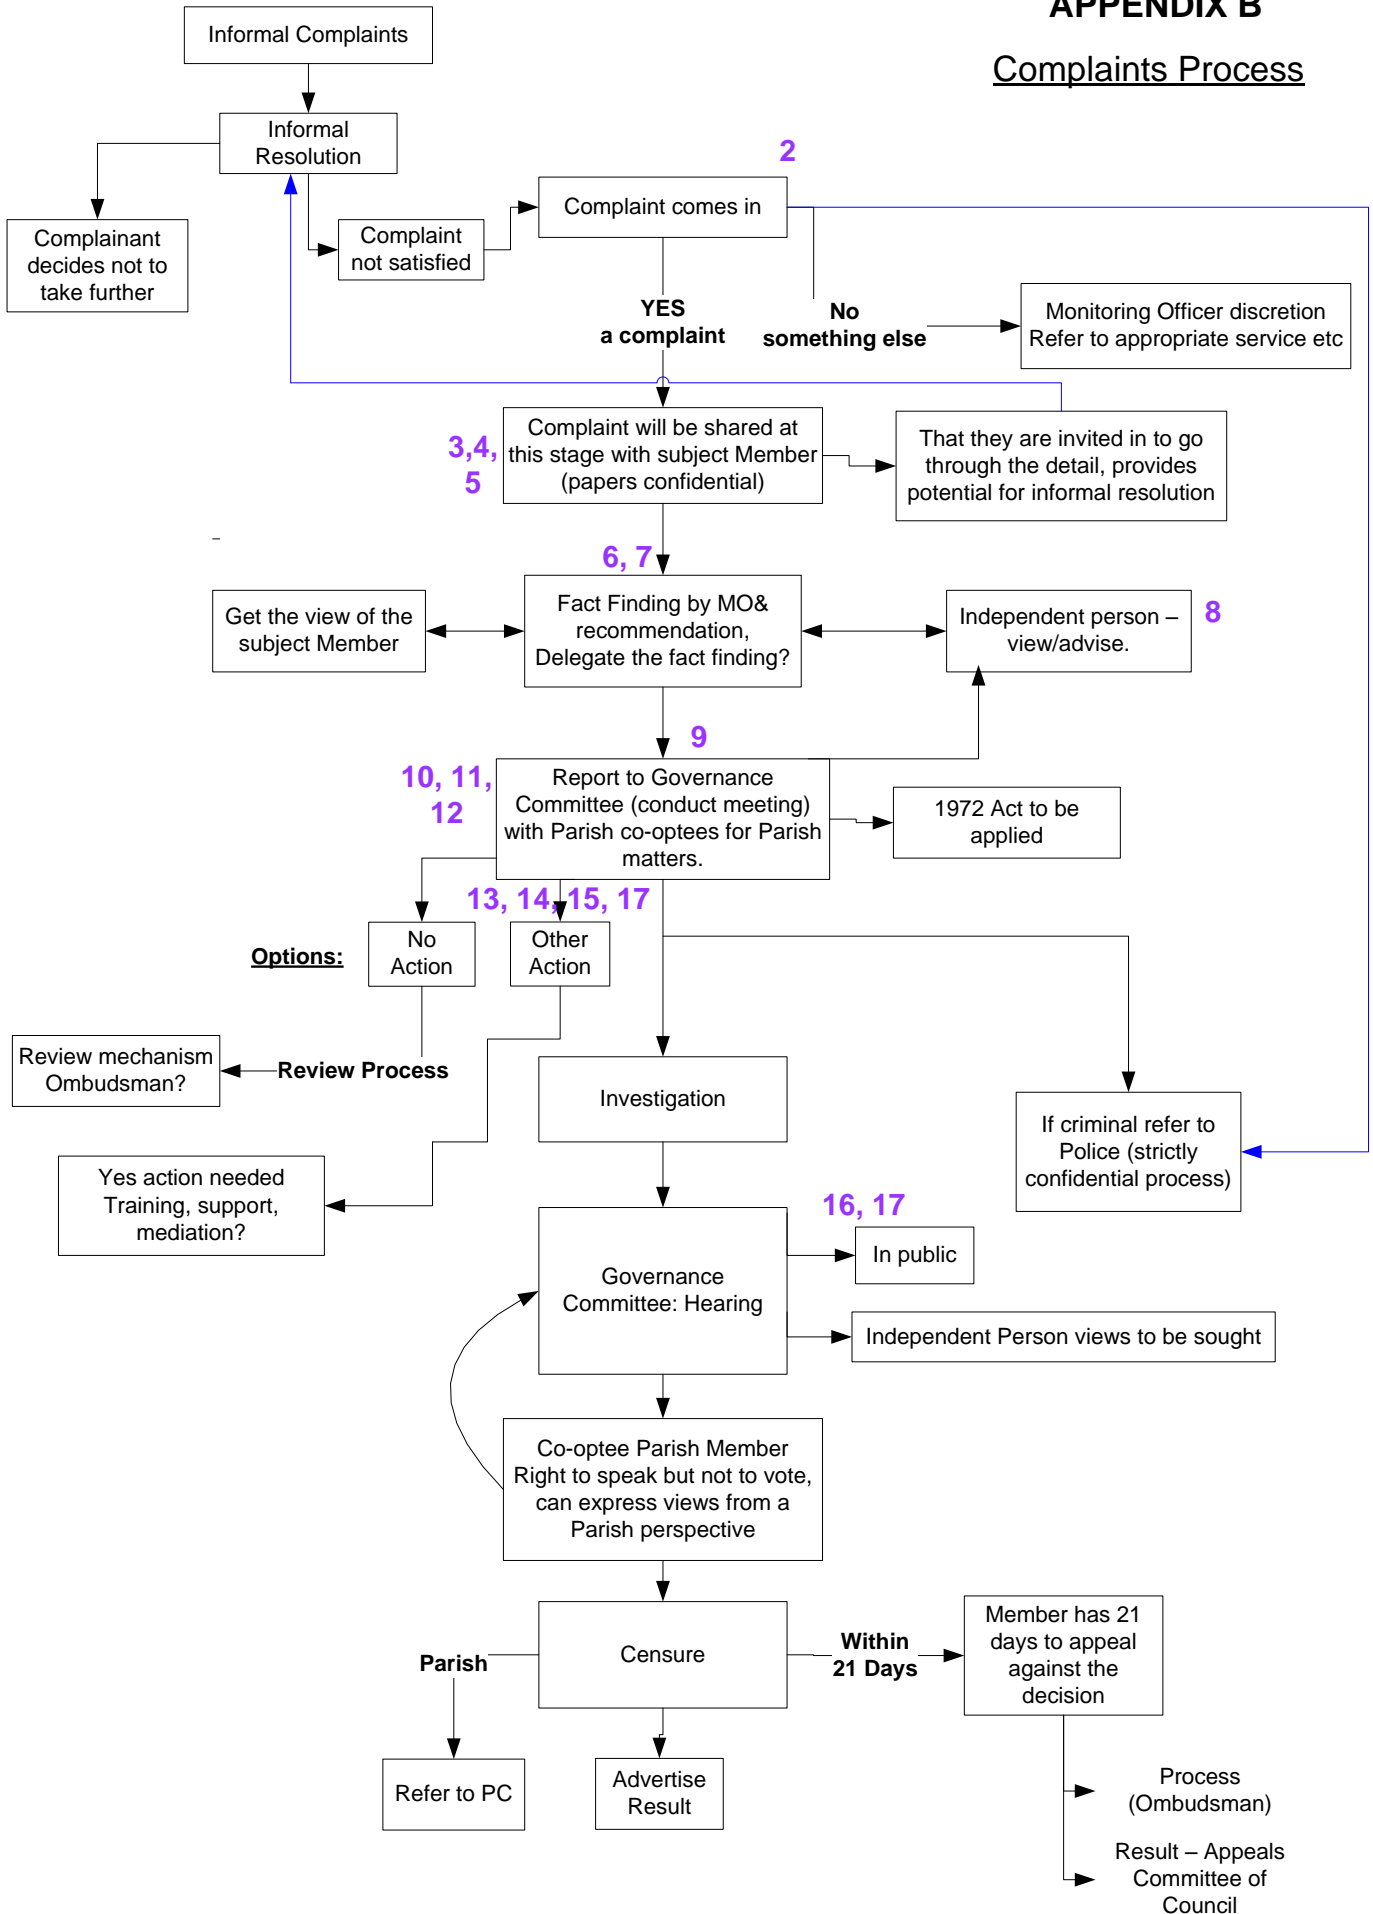 APPENDIX B
Complaints Process
Informal Complaints
Informal
Resolution
Complainant
decides not to
take further
Complaint
not satisfied
2
Complaint comes in
YES
a complaint
No
something else
Monitoring Officer discretion
Refer to appropriate service etc
3,4,
5
Complaint will be shared at
this stage with subject Member
(papers confidential)
That they are invited in to go
through the detail, provides
potential for informal resolution
6, 7
Get the view of the
subject Member
Fact Finding by MO&
recommendation,
Delegate the fact finding?
Independent person –
view/advise.
8
9
10, 11,
12
Report to Governance
Committee (conduct meeting)
with Parish co-optees for Parish
matters.
1972 Act to be
applied
13, 14, 15, 17
Options:
No
Action
Other
Action
Review mechanism
Ombudsman?
Review Process
Investigation
If criminal refer to
Police (strictly
confidential process)
Yes action needed
Training, support,
mediation?
16, 17
Governance
Committee: Hearing
In public
Independent Person views to be sought
Co-optee Parish Member
Right to speak but not to vote,
can express views from a
Parish perspective
Parish
Censure
Within
21 Days
Member has 21
days to appeal
against the
decision
Refer to PC
Advertise
Result
Process
(Ombudsman)
Result – Appeals
Committee of
Council